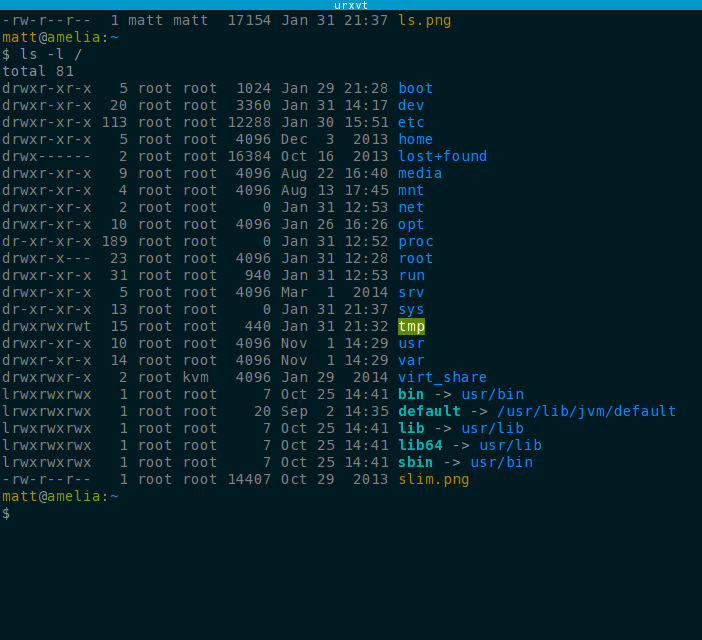 urxvt
-rw-r--r--  1 matt matt  17154 Jan 31 21:37 ls.png
matt@amelia:~
$ ls -l /
total 81
drwxr-xr-x   5 root root  1024 Jan 29 21:28 boot
drwxr-xr-x  20 root root  3360 Jan 31 14:17 dev
drwxr-xr-x 113 root root 12288 Jan 30 15:51 etc
drwxr-xr-x   5 root root  4096 Dec  3  2013 home
drwx------   2 root root 16384 Oct 16  2013 lost+found
drwxr-xr-x   9 root root  4096 Aug 22 16:40 media
drwxr-xr-x   4 root root  4096 Aug 13 17:45 mnt
drwxr-xr-x   2 root root     0 Jan 31 12:53 net
drwxr-xr-x  10 root root  4096 Jan 26 16:26 opt
dr-xr-xr-x 189 root root     0 Jan 31 12:52 proc
drwxr-x---  23 root root  4096 Jan 31 12:28 root
drwxr-xr-x  31 root root   940 Jan 31 12:53 run
drwxr-xr-x   5 root root  4096 Mar  1  2014 srv
dr-xr-xr-x  13 root root     0 Jan 31 21:37 sys
drwxrwxrwt  15 root root   440 Jan 31 21:32 tmp
drwxr-xr-x  10 root root  4096 Nov  1 14:29 usr
drwxr-xr-x  14 root root  4096 Nov  1 14:29 var
drwxrwxr-x   2 root kvm   4096 Jan 29  2014 virt_share
lrwxrwxrwx   1 root root     7 Oct 25 14:41 bin -> usr/bin
lrwxrwxrwx   1 root root    20 Sep  2 14:35 default -> /usr/lib/jvm/default
lrwxrwxrwx   1 root root     7 Oct 25 14:41 lib -> usr/lib
lrwxrwxrwx   1 root root     7 Oct 25 14:41 lib64 -> usr/lib
lrwxrwxrwx   1 root root     7 Oct 25 14:41 sbin -> usr/bin
-rw-r--r--   1 root root 14407 Oct 29  2013 slim.png
matt@amelia:~
$